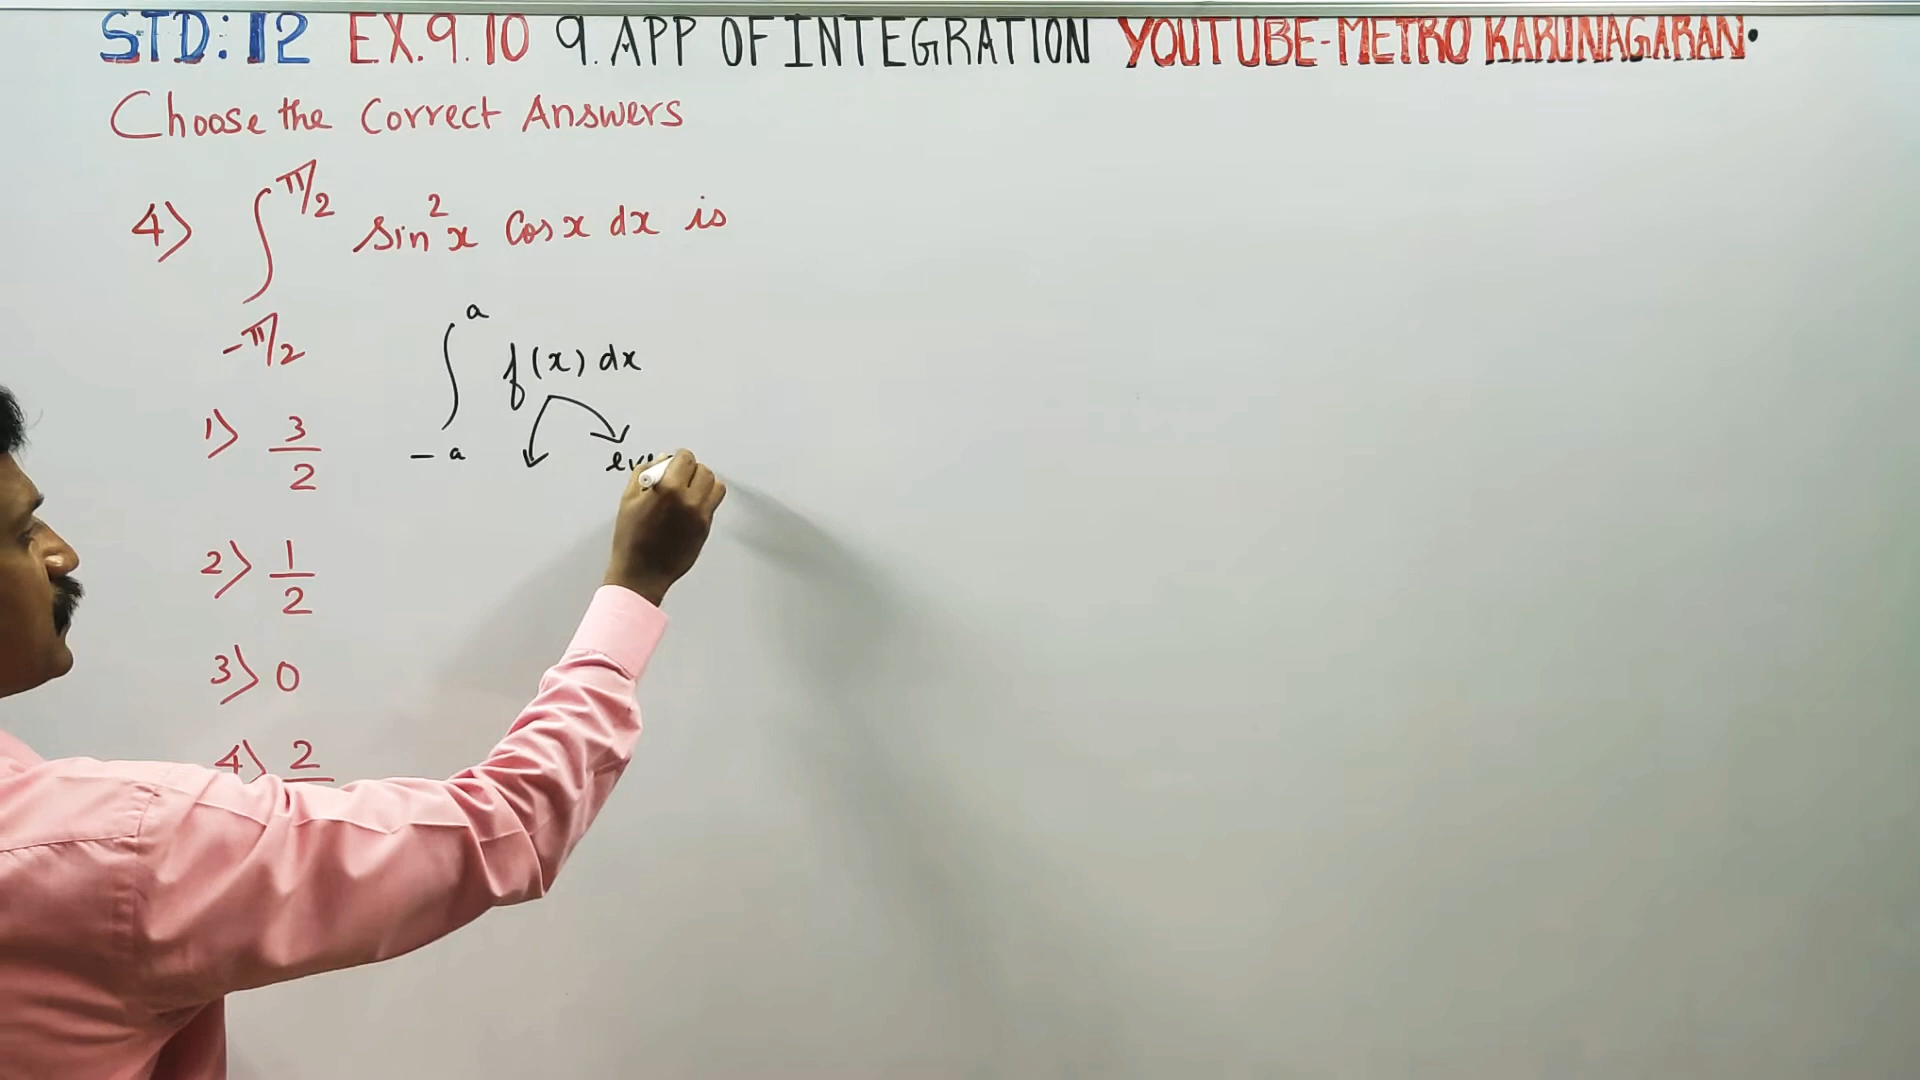 STD: 12 EX.9.10 9. APP OF INTEGRATION YOUTUBE-METRO KARUNAGARAN.
Choose the Correct Answers
4) ∫_{-π/2}^{π/2} sin²x Cos x dx is
∫_{-a}^{a} f(x) dx
1) 3/2
2) 1/2
3) 0
4) 2